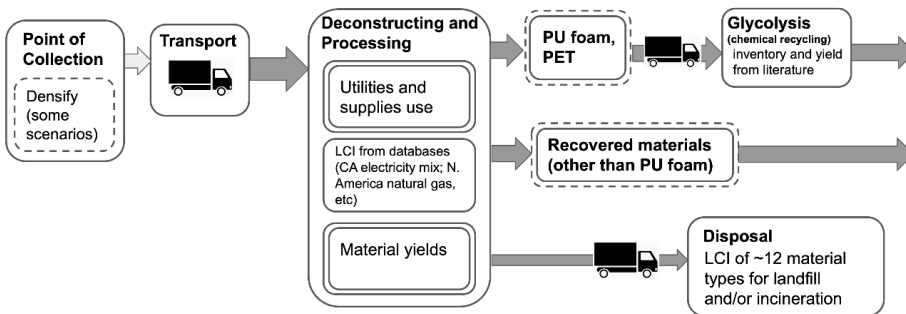 Point of
Collection
Densify
(some
scenarios)
Transport
Deconstructing and
Processing
Utilities and
supplies use
LCI from databases
(CA electricity mix; N.
America natural gas,
etc)
Material yields
PU foam,
PET
Glycolysis
(chemical recycling)
inventory and yield
from literature
Recovered materials
(other than PU foam)
Disposal
LCI of ~12 material
types for landfill
and/or incineration